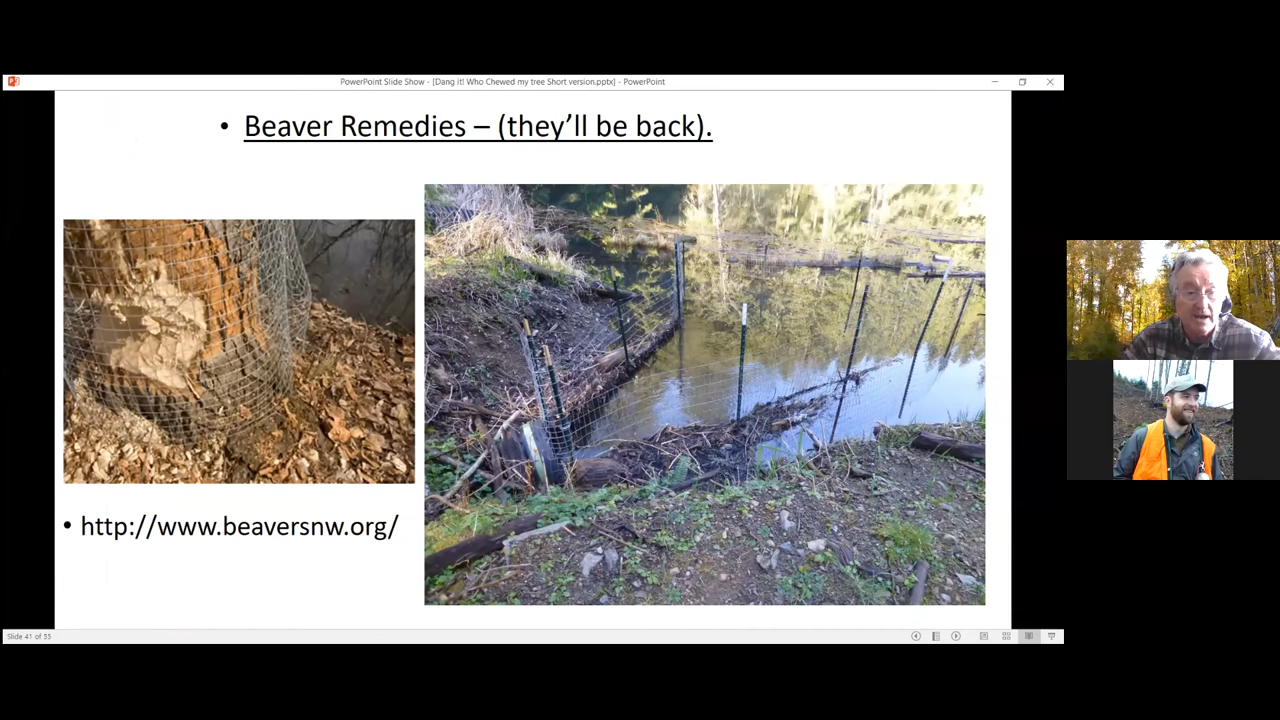 PowerPoint Slide Show - [Dang it! Who Chewed my tree Short version.pptx] - PowerPoint
• Beaver Remedies – (they’ll be back).
• http://www.beaversnw.org/
Slide 41 of 55